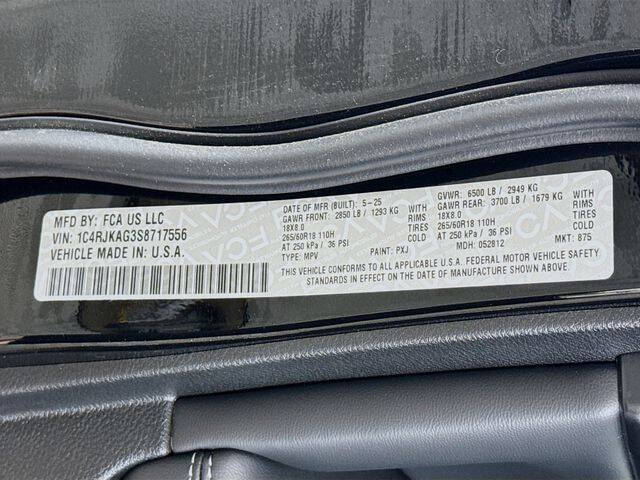 MFD BY: FCA US LLC
VIN: 1C4RJKAG3S8717556
VEHICLE MADE IN: U.S.A.
DATE OF MFR (BUILT): 5-25
GAWR FRONT: 2850 LB / 1293 KG
18X8.0 RIMS
265/60R18 110H TIRES
AT 250 kPa / 36 PSI COLD
TYPE: MPV PAINT: PXJ
GVWR: 6500 LB / 2949 KG
GAWR REAR: 3700 LB / 1679 KG
18X8.0 RIMS
265/60R18 110H TIRES
AT 250 kPa / 36 PSI COLD
MDH: 052812 MKT: 875
THIS VEHICLE CONFORMS TO ALL APPLICABLE U.S.A. FEDERAL MOTOR VEHICLE SAFETY
STANDARDS IN EFFECT ON THE DATE OF MANUFACTURE SHOWN ABOVE.